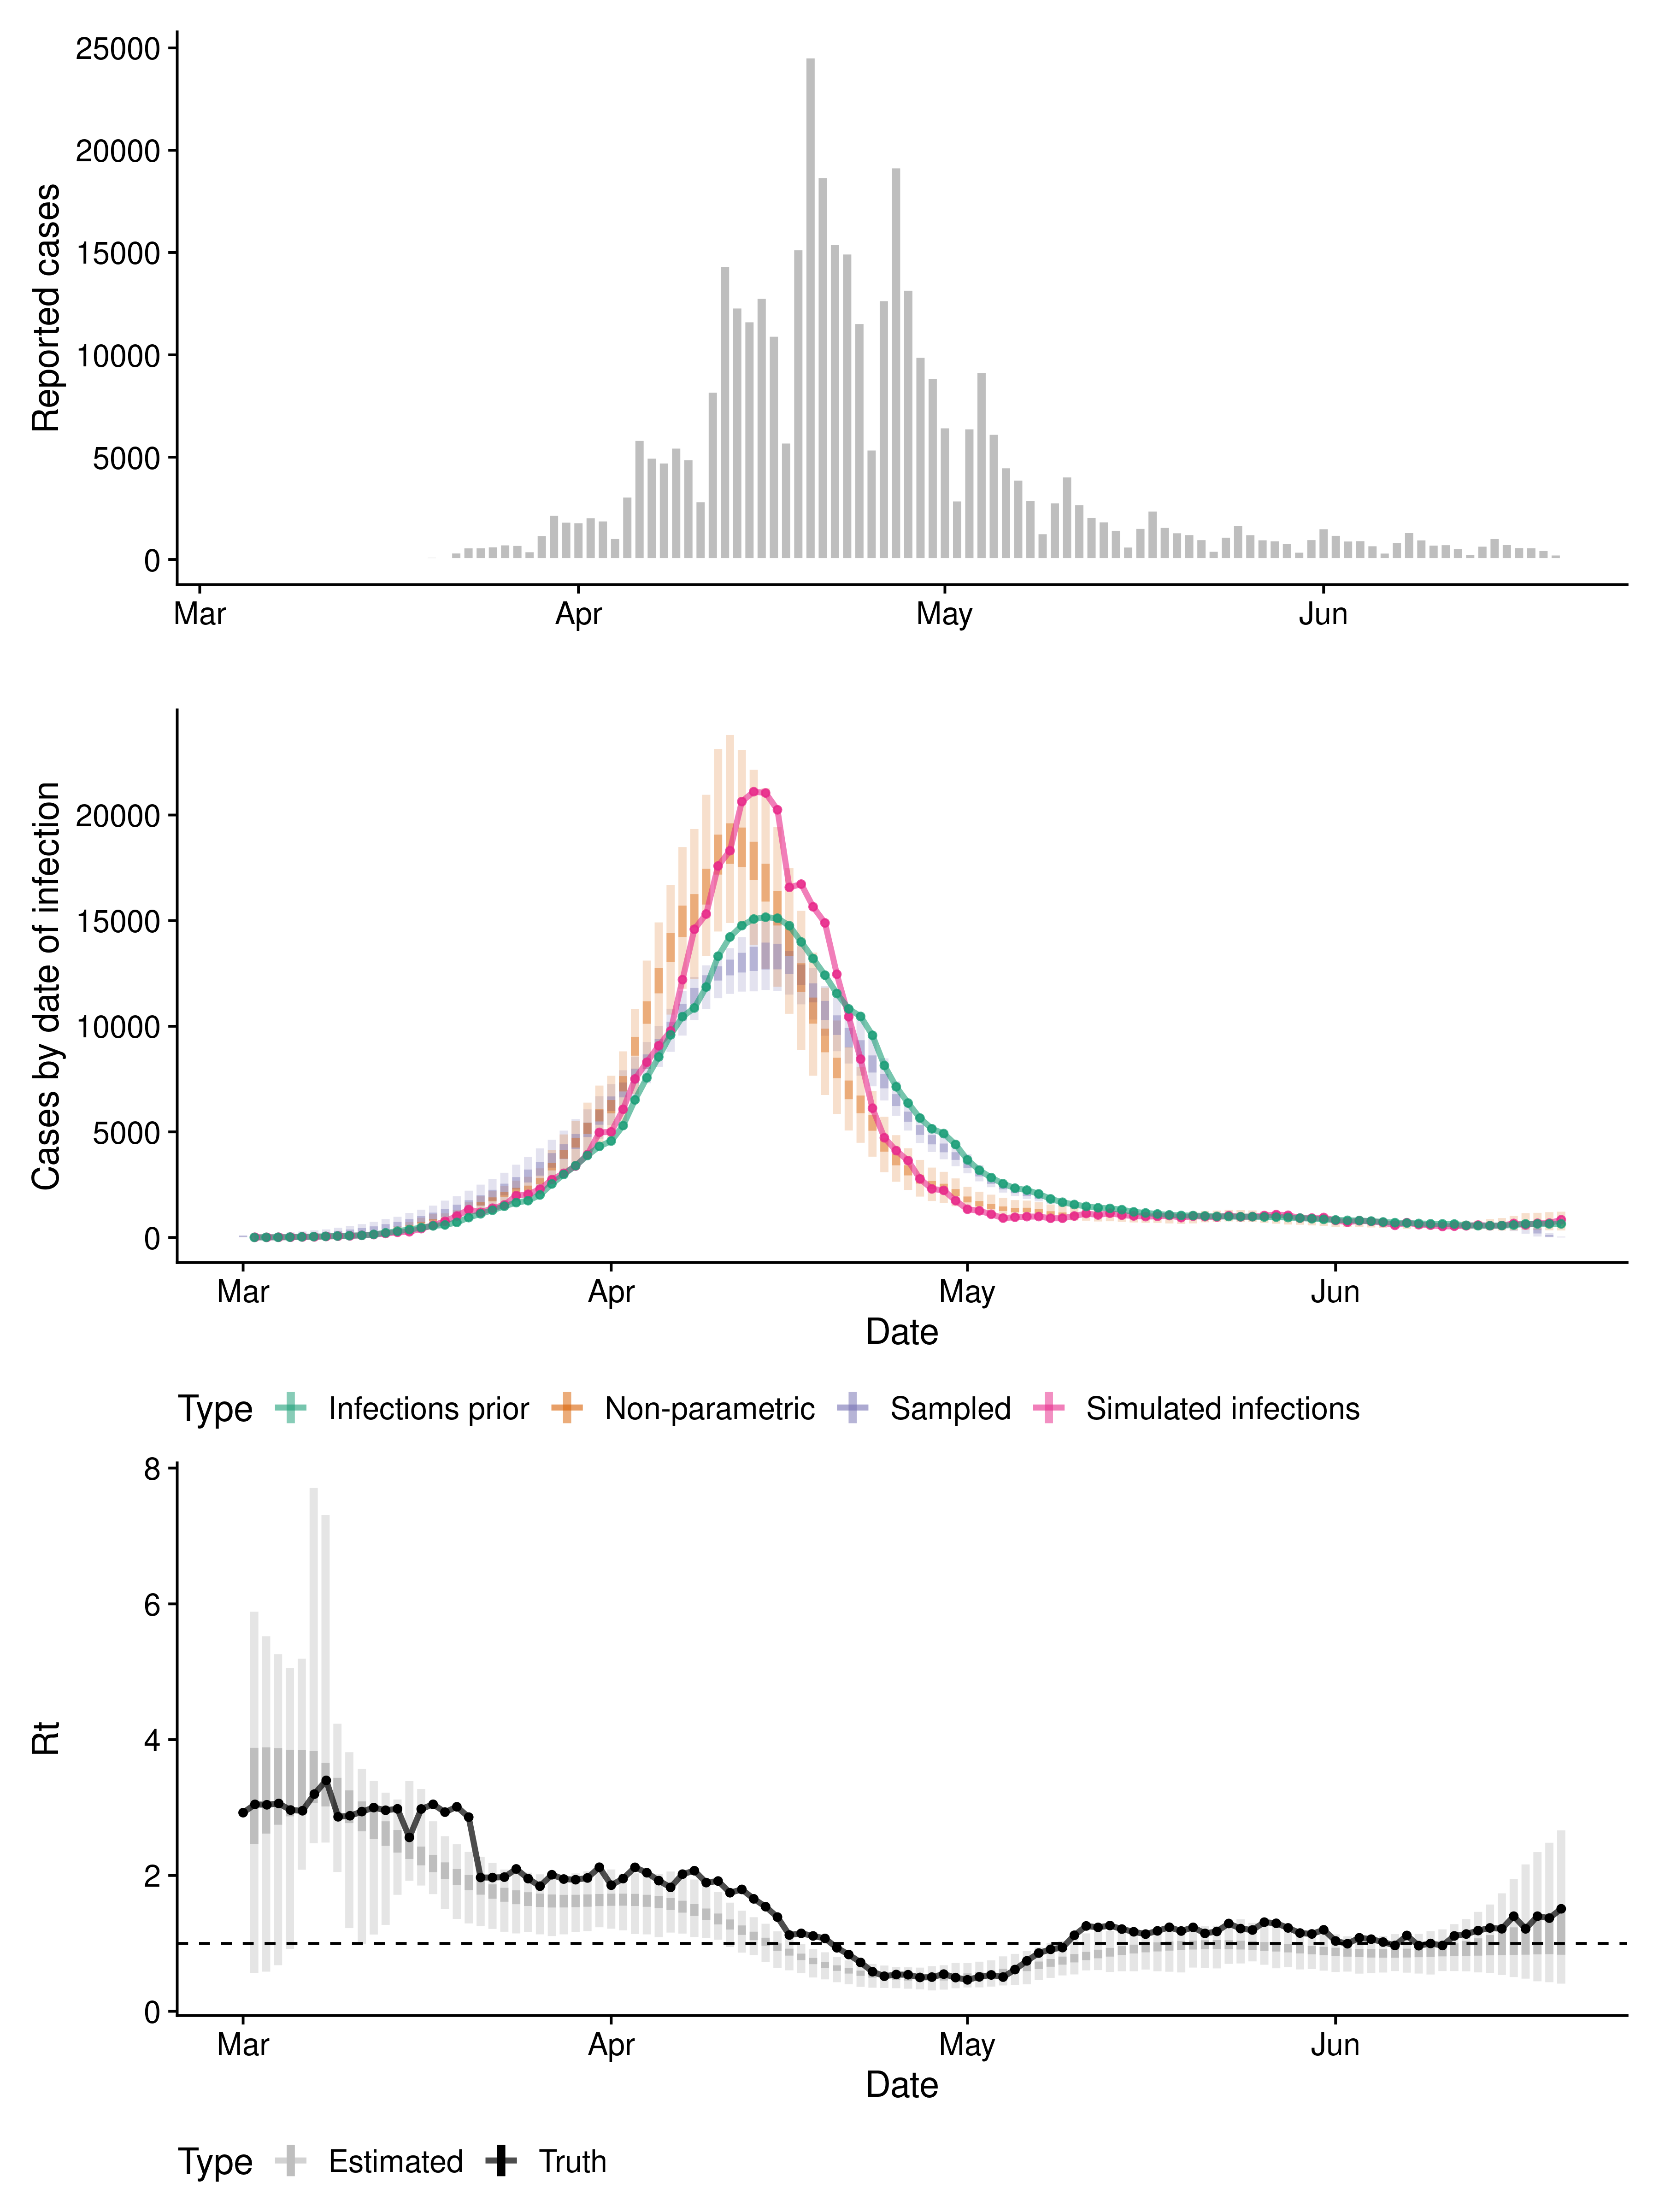 25000
20000
15000
10000
5000
0
Reported cases
Mar Apr May Jun
20000
15000
10000
5000
0
Cases by date of infection
Mar Apr May Jun
Date
Type Infections prior Non-parametric Sampled Simulated infections
8
6
4
2
0
Rt
Mar Apr May Jun
Date
Type Estimated Truth